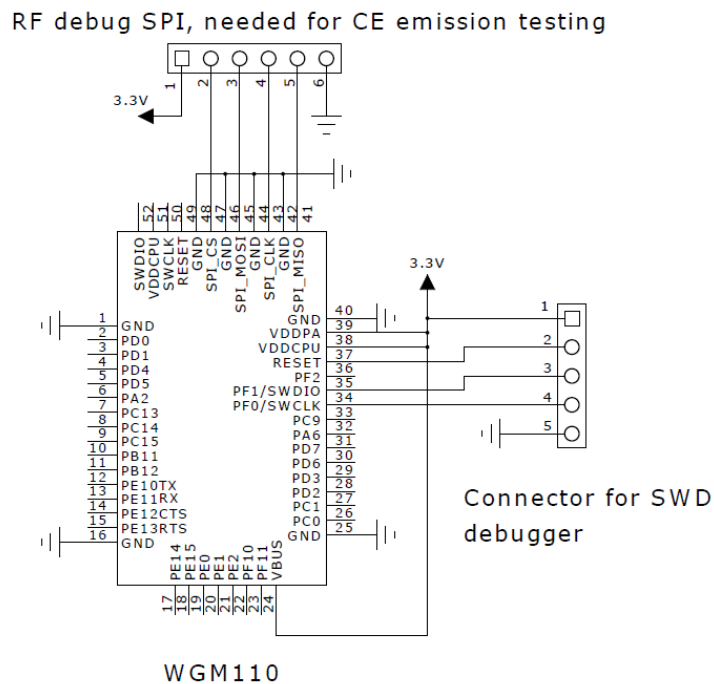 RF debug SPI, needed for CE emission testing
1
2
3
4
5
6
3.3V
52
51
50
49
48
47
46
45
44
43
42
41
SWDIO
VDDCPU
SWCLK
RESET
GND
SPI_CS
GND
SPI_MOSI
GND
SPI_CLK
GND
SPI_MISO
3.3V
1 GND
2 PD0
3 PD1
4 PD4
5 PD5
6 PA2
7 PC13
8 PC14
9 PC15
10 PB11
11 PB12
12 PE10TX
13 PE11RX
14 PE12CTS
15 PE13RTS
16 GND
GND 40
VDDPA 39
VDDCPU 38
RESET 37
PF2 36
PF1/SWDIO 35
PF0/SWCLK 34
PC9 33
PA6 32
PD7 31
PD6 30
PD3 29
PD2 28
PC1 27
PC0 26
GND 25
1
2
3
4
5
Connector for SWD
debugger
PE14
PE15
PE0
PE1
PE2
PF10
PF11
VBUS
17
18
19
20
21
22
23
24
WGM110